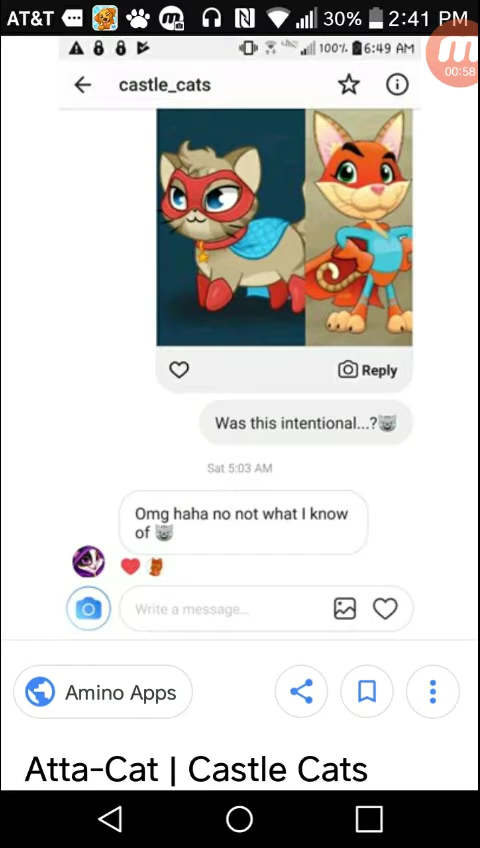 AT&T 30% 2:41 PM
00:58
100% 6:49 AM
castle_cats
Reply
Was this intentional...?
Sat 5:03 AM
Omg haha no not what I know
of
Write a message...
Amino Apps
Atta-Cat | Castle Cats